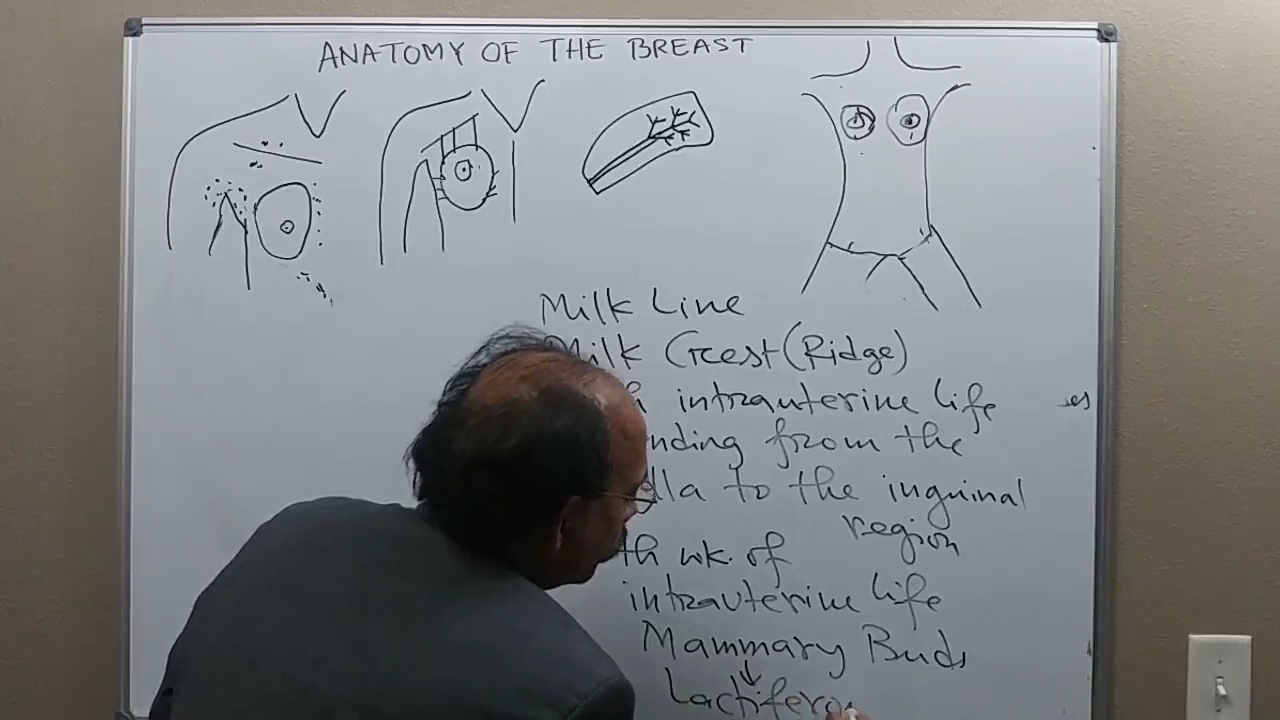 ANATOMY OF THE BREAST
Milk Line
Milk Crest (Ridge)
h intrauterine life
nding from the
lla to the inguinal
region
th wk. of
intrauterine life
Mammary Buds
Lactifero